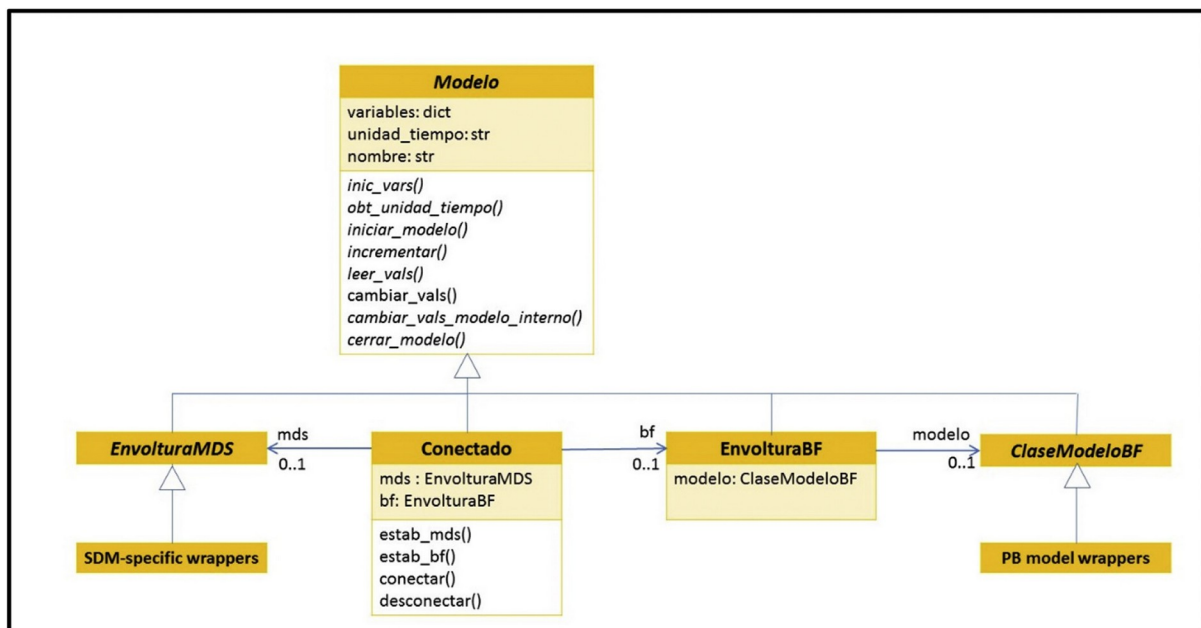 Modelo
variables: dict
unidad_tiempo: str
nombre: str
inic_vars()
obt_unidad_tiempo()
iniciar_modelo()
incrementar()
leer_vals()
cambiar_vals()
cambiar_vals_modelo_interno()
cerrar_modelo()
EnvolturaMDS
mds
0..1
Conectado
mds : EnvolturaMDS
bf: EnvolturaBF
estab_mds()
estab_bf()
conectar()
desconectar()
bf
0..1
EnvolturaBF
modelo: ClaseModeloBF
modelo
0..1
ClaseModeloBF
SDM-specific wrappers
PB model wrappers